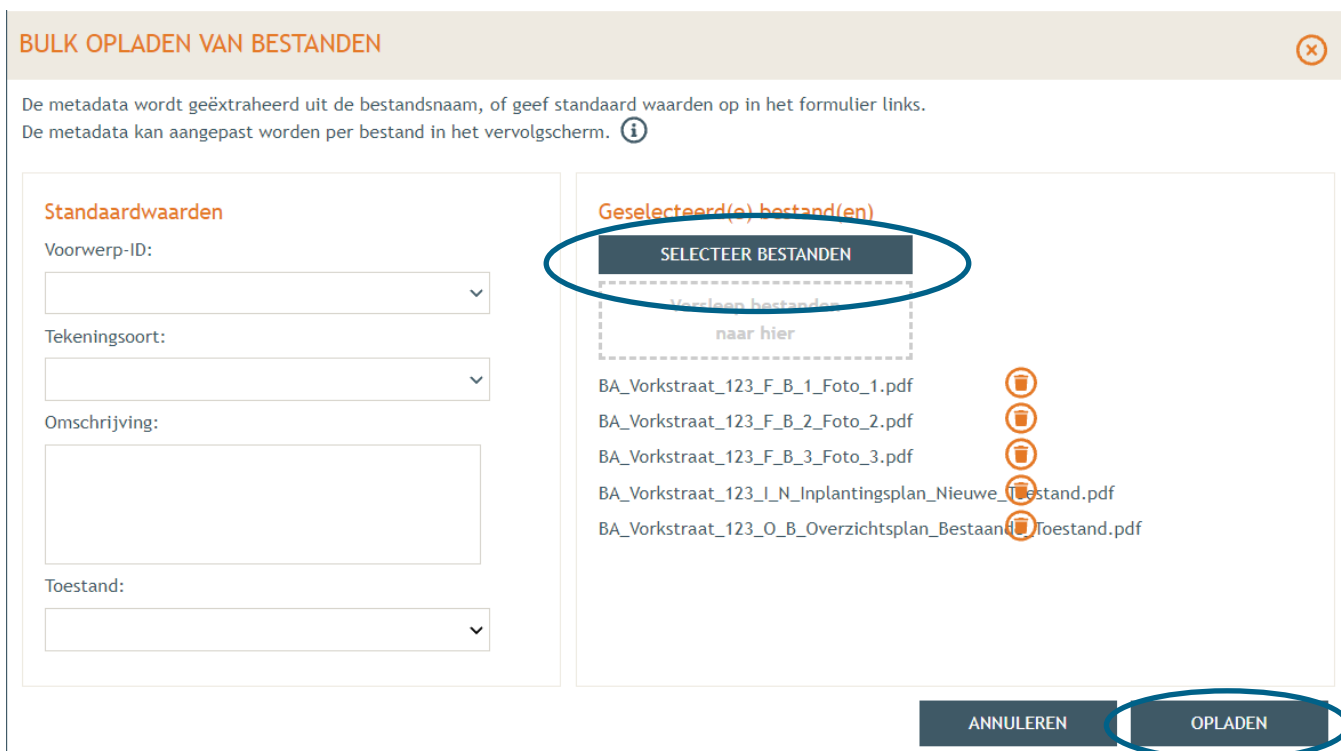 BULK OPLADEN VAN BESTANDEN
De metadata wordt geëxtraheerd uit de bestandsnaam, of geef standaard waarden op in het formulier links.
De metadata kan aangepast worden per bestand in het vervolgscherm.
Standaardwaarden
Voorwerp-ID:
Tekeningsoort:
Omschrijving:
Toestand:
Geselecteerd(e) bestand(en)
SELECTEER BESTANDEN
Versleep bestanden
naar hier
BA_Vorkstraat_123_F_B_1_Foto_1.pdf
BA_Vorkstraat_123_F_B_2_Foto_2.pdf
BA_Vorkstraat_123_F_B_3_Foto_3.pdf
BA_Vorkstraat_123_I_N_Inplantingsplan_Nieuwe_Toestand.pdf
BA_Vorkstraat_123_O_B_Overzichtsplan_Bestaande_Toestand.pdf
ANNULEREN
OPLADEN